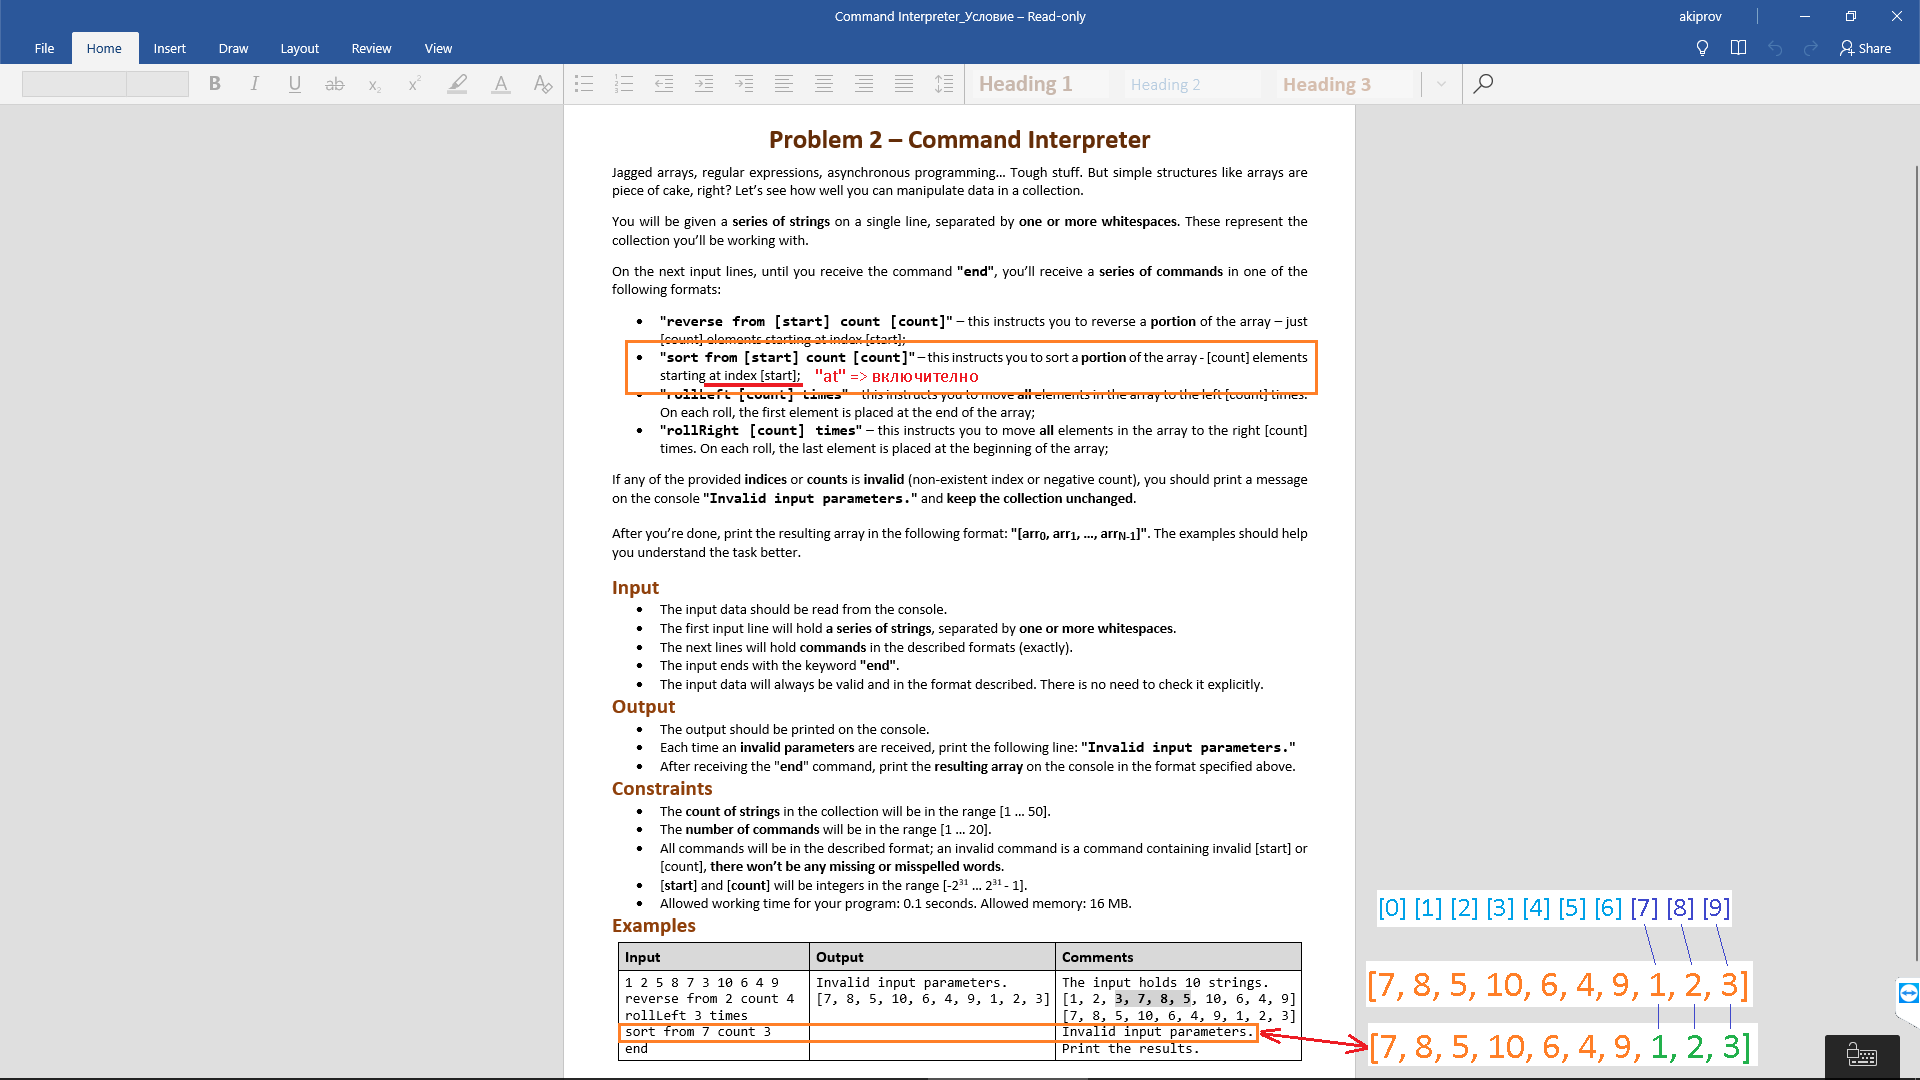 Command Interpreter_Условие – Read-only
akiprov
File Home Insert Draw Layout Review View
Share
B I U ab x₂ x² A A
Heading 1 Heading 2 Heading 3
Problem 2 – Command Interpreter
Jagged arrays, regular expressions, asynchronous programming… Tough stuff. But simple structures like arrays are
piece of cake, right? Let’s see how well you can manipulate data in a collection.
You will be given a series of strings on a single line, separated by one or more whitespaces. These represent the
collection you’ll be working with.
On the next input lines, until you receive the command "end", you’ll receive a series of commands in one of the
following formats:
• "reverse from [start] count [count]" – this instructs you to reverse a portion of the array – just
[count] elements starting at index [start];
• "sort from [start] count [count]" – this instructs you to sort a portion of the array - [count] elements
starting at index [start]; "at" => включително
"rollLeft [count] times" – this instructs you to move all elements in the array to the left [count] times.
On each roll, the first element is placed at the end of the array;
• "rollRight [count] times" – this instructs you to move all elements in the array to the right [count]
times. On each roll, the last element is placed at the beginning of the array;
If any of the provided indices or counts is invalid (non-existent index or negative count), you should print a message
on the console "Invalid input parameters." and keep the collection unchanged.
After you’re done, print the resulting array in the following format: "[arr₀, arr₁, …, arrN-1]". The examples should help
you understand the task better.
Input
• The input data should be read from the console.
• The first input line will hold a series of strings, separated by one or more whitespaces.
• The next lines will hold commands in the described formats (exactly).
• The input ends with the keyword "end".
• The input data will always be valid and in the format described. There is no need to check it explicitly.
Output
• The output should be printed on the console.
• Each time an invalid parameters are received, print the following line: "Invalid input parameters."
• After receiving the "end" command, print the resulting array on the console in the format specified above.
Constraints
• The count of strings in the collection will be in the range [1 … 50].
• The number of commands will be in the range [1 … 20].
• All commands will be in the described format; an invalid command is a command containing invalid [start] or
[count], there won’t be any missing or misspelled words.
• [start] and [count] will be integers in the range [-2³¹ … 2³¹ - 1].
• Allowed working time for your program: 0.1 seconds. Allowed memory: 16 MB.
Examples
Input Output Comments
1 2 5 8 7 3 10 6 4 9 Invalid input parameters. The input holds 10 strings.
reverse from 2 count 4 [7, 8, 5, 10, 6, 4, 9, 1, 2, 3] [1, 2, 3, 7, 8, 5, 10, 6, 4, 9]
rollLeft 3 times [7, 8, 5, 10, 6, 4, 9, 1, 2, 3]
sort from 7 count 3 Invalid input parameters.
end Print the results.
[0] [1] [2] [3] [4] [5] [6] [7] [8] [9]
[7, 8, 5, 10, 6, 4, 9, 1, 2, 3]
[7, 8, 5, 10, 6, 4, 9, 1, 2, 3]